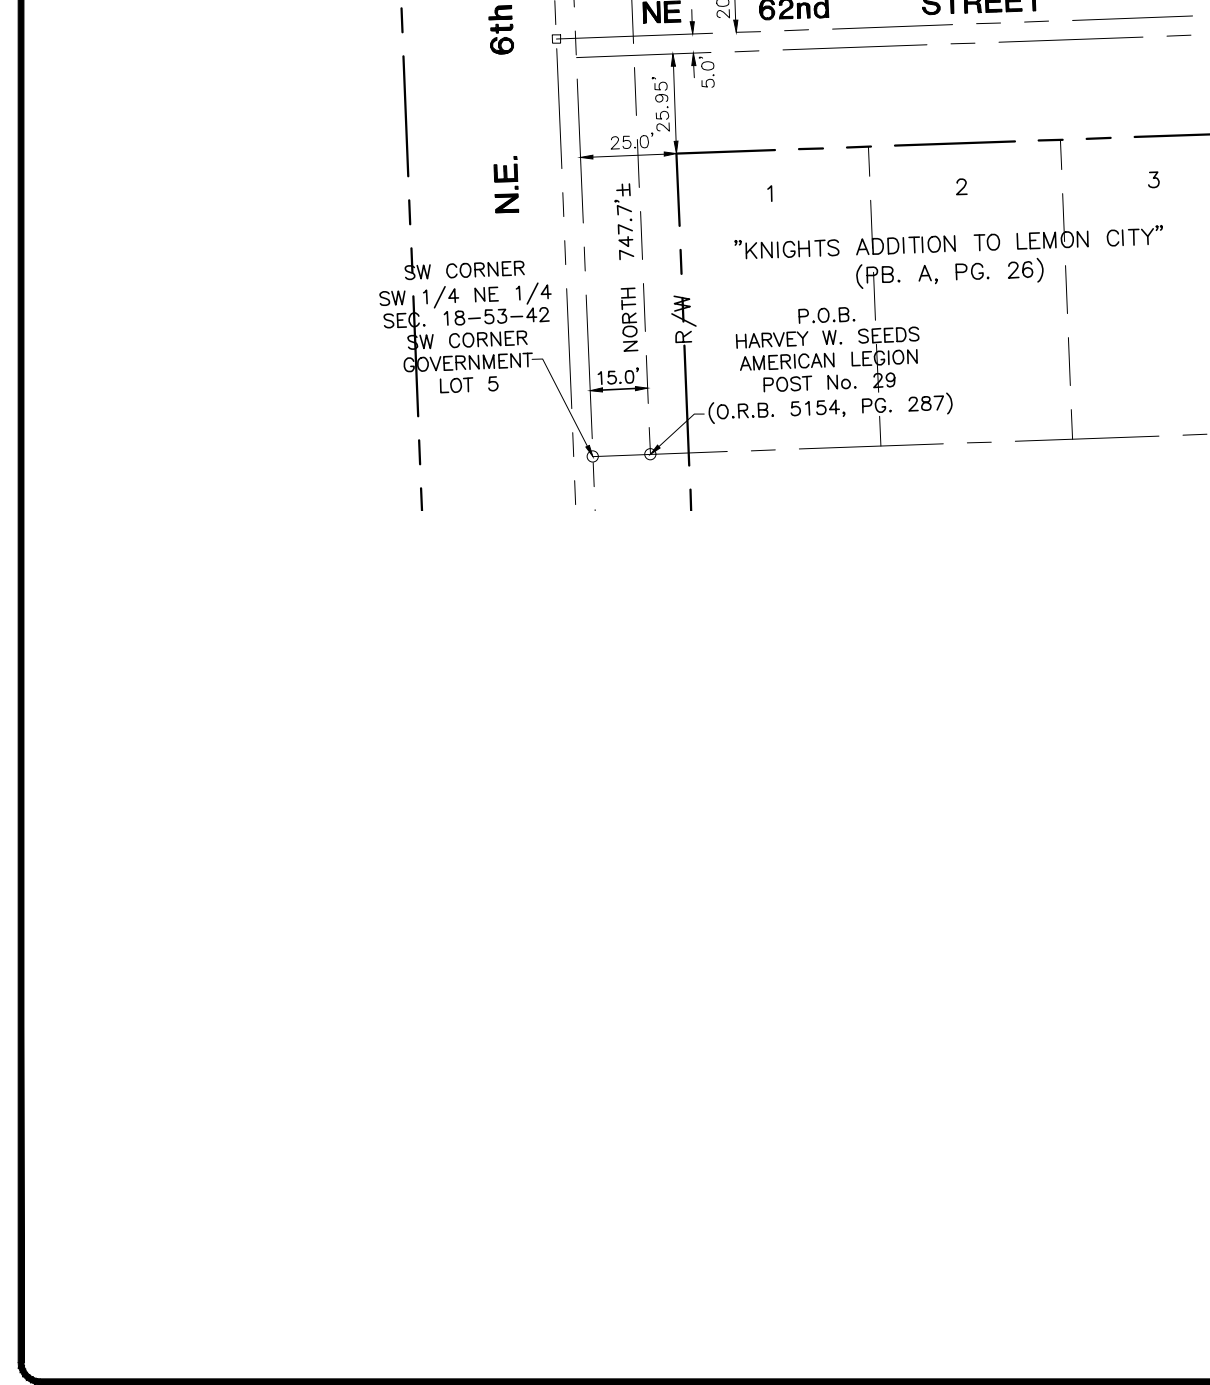 6th
N.E.
NE
62nd
STREET
20
5.0'
25.95'
25.0'
NORTH 747.7'±
R/W
1
2
3
"KNIGHTS ADDITION TO LEMON CITY"
(PB. A, PG. 26)
SW CORNER
SW 1/4 NE 1/4
SEC. 18-53-42
SW CORNER
GOVERNMENT
LOT 5
15.0'
P.O.B.
HARVEY W. SEEDS
AMERICAN LEGION
POST No. 29
(O.R.B. 5154, PG. 287)